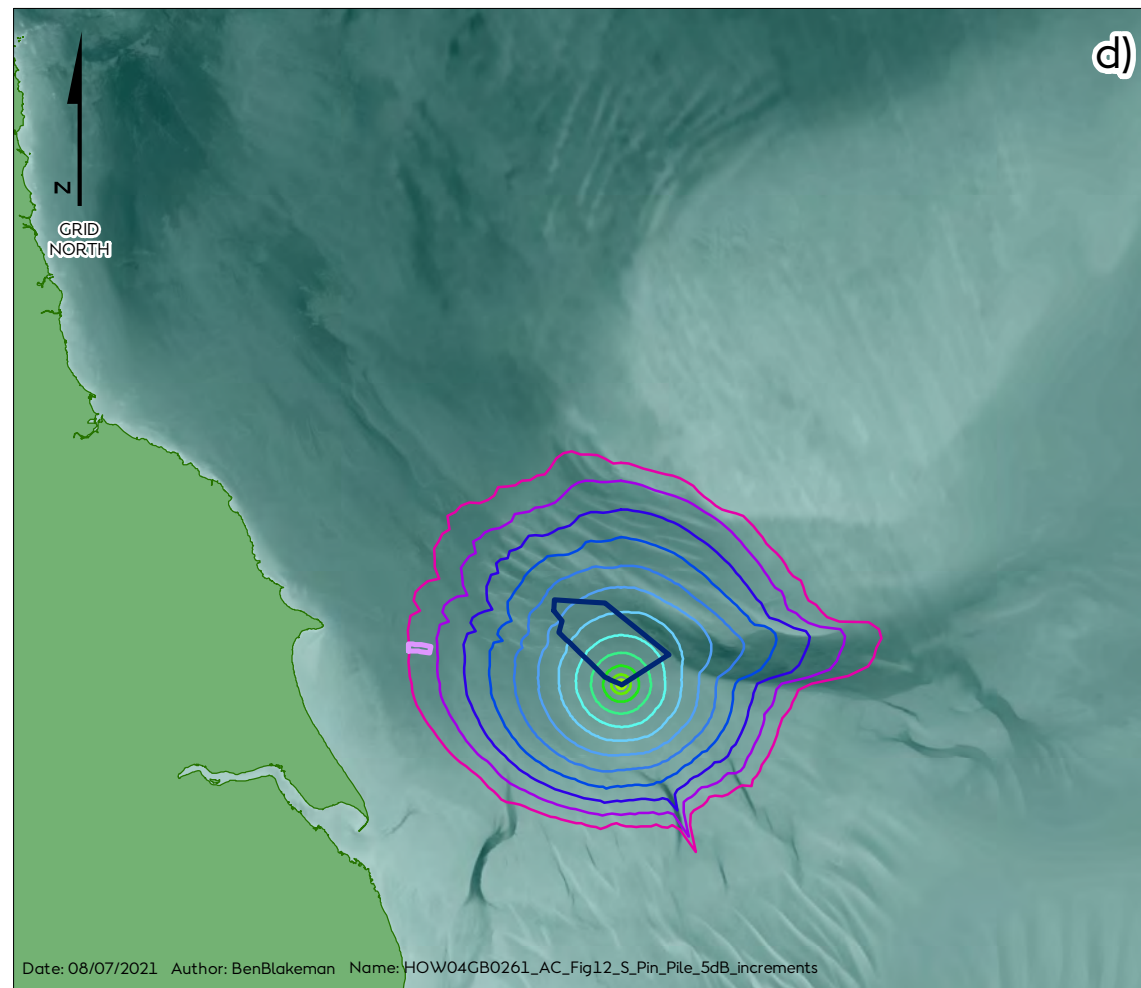 d)
N
GRID
NORTH
Date: 08/07/2021 Author: BenBlakeman Name: HOW04GB0261_AC_Fig12_S_Pin_Pile_5dB_increments